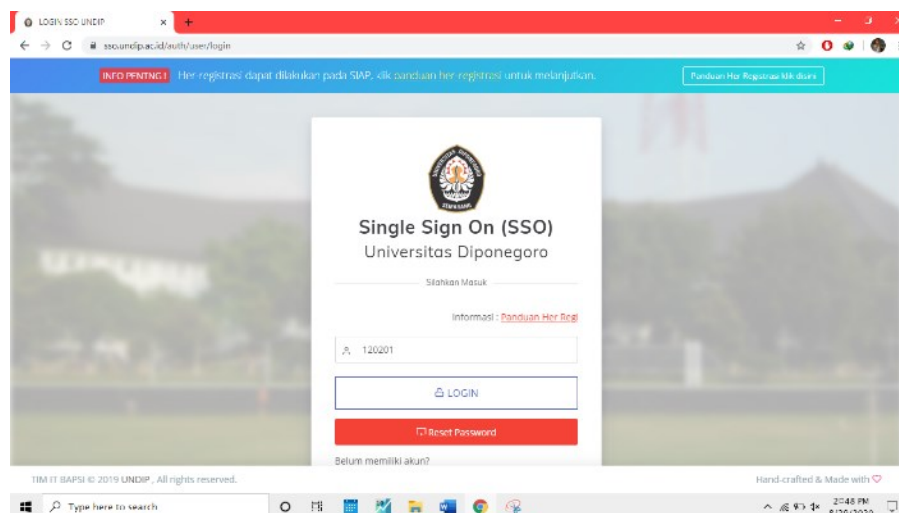 LOGIN SSO UNDIP
sso.undip.ac.id/auth/user/login
INFO PENTING ! Her-registrasi dapat dilakukan pada SIAP, klik panduan her-registrasi untuk melanjutkan.
Panduan Her Registrasi klik disini
UNIVERSITAS DIPONEGORO
SEMARANG
Single Sign On (SSO)
Universitas Diponegoro
Silahkan Masuk
Informasi : Panduan Her Regi
120201
LOGIN
Reset Password
Belum memiliki akun?
TIM IT BAPSI © 2019 UNDIP , All rights reserved.
Hand-crafted & Made with
Type here to search
PM